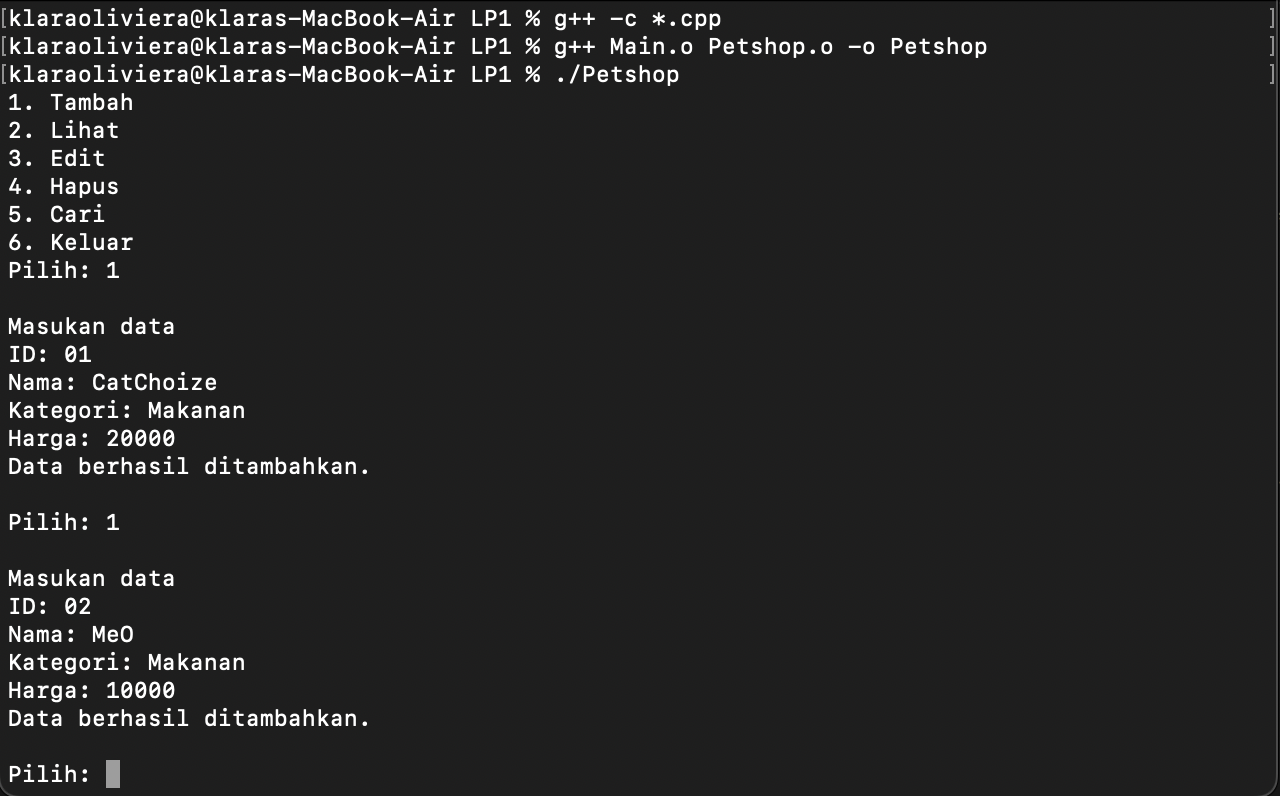 [klaraoliviera@klaras-MacBook-Air LP1 % g++ -c *.cpp ]
[klaraoliviera@klaras-MacBook-Air LP1 % g++ Main.o Petshop.o -o Petshop ]
[klaraoliviera@klaras-MacBook-Air LP1 % ./Petshop ]
1. Tambah
2. Lihat
3. Edit
4. Hapus
5. Cari
6. Keluar
Pilih: 1
Masukan data
ID: 01
Nama: CatChoize
Kategori: Makanan
Harga: 20000
Data berhasil ditambahkan.
Pilih: 1
Masukan data
ID: 02
Nama: MeO
Kategori: Makanan
Harga: 10000
Data berhasil ditambahkan.
Pilih: